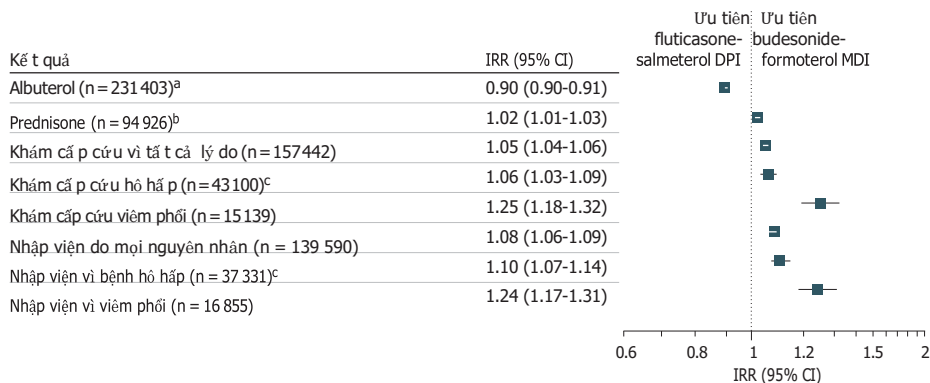 Ưu tiên
fluticasone-
salmeterol DPI
Ưu tiên
budesonide-
formoterol MDI
Kết quả IRR (95% CI)
Albuterol (n = 231 403)a 0.90 (0.90-0.91)
Prednisone (n = 94 926)b 1.02 (1.01-1.03)
Khám cấp cứu vì tất cả lý do (n = 157 442) 1.05 (1.04-1.06)
Khám cấp cứu hô hấp (n = 43 100)c 1.06 (1.03-1.09)
Khám cấp cứu viêm phổi (n = 15 139) 1.25 (1.18-1.32)
Nhập viện do mọi nguyên nhân (n = 139 590) 1.08 (1.06-1.09)
Nhập viện vì bệnh hô hấp (n = 37 331)c 1.10 (1.07-1.14)
Nhập viện vì viêm phổi (n = 16 855) 1.24 (1.17-1.31)
0.6 0.8 1 1.2 1.5 2
IRR (95% CI)